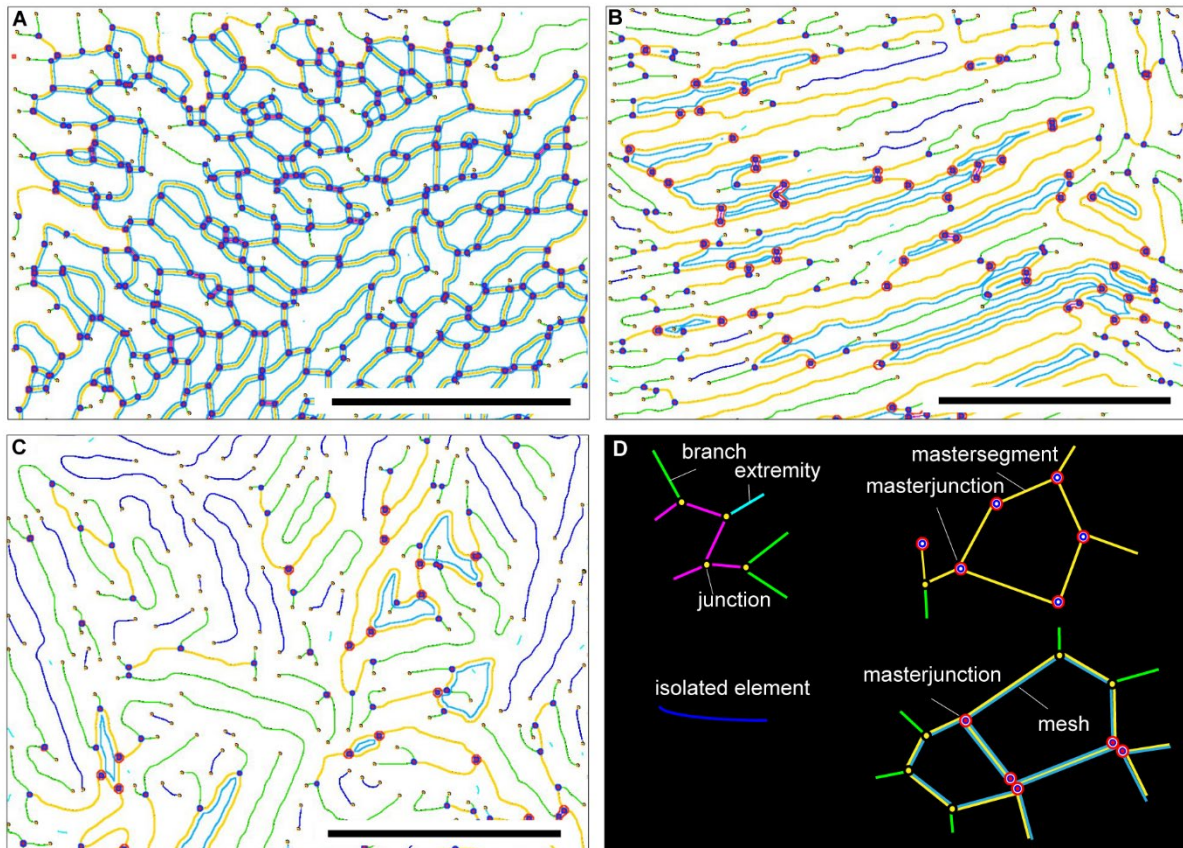 A
B
C
D
branch
extremity
mastersegment
masterjunction
junction
isolated element
masterjunction
mesh